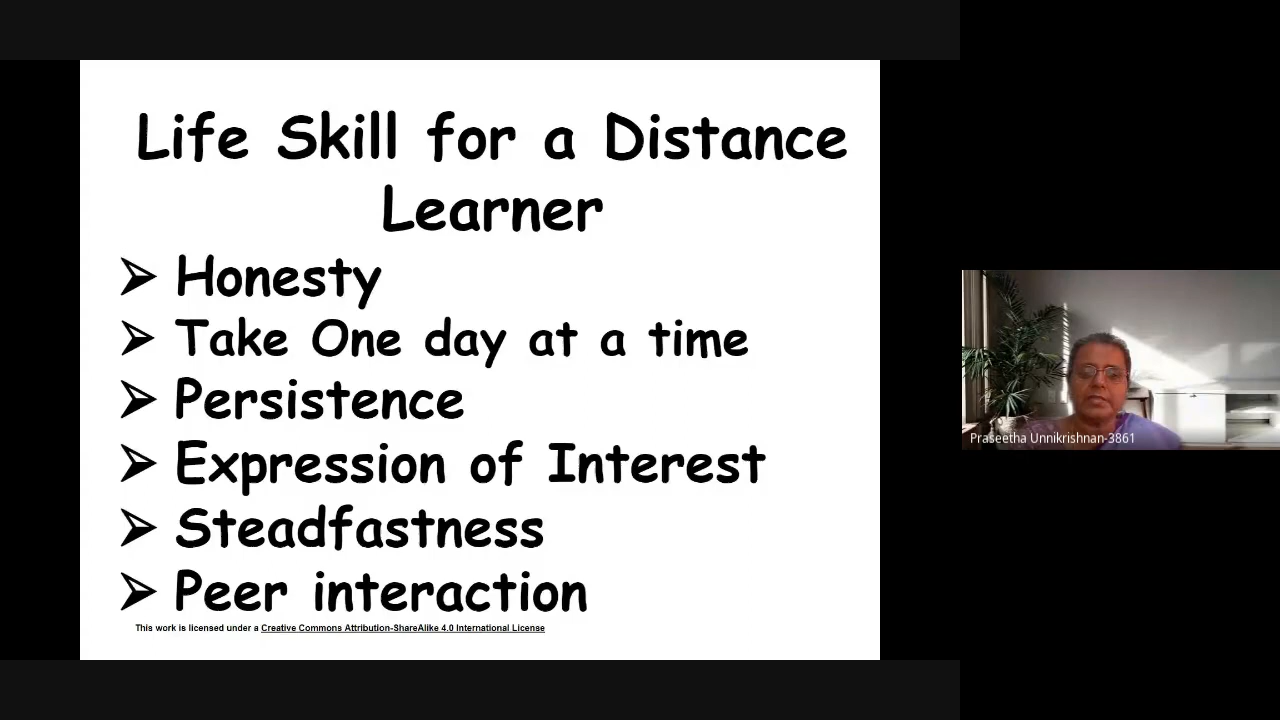 Life Skill for a Distance
Learner
➢ Honesty
➢ Take One day at a time
➢ Persistence
➢ Expression of Interest
➢ Steadfastness
➢ Peer interaction
This work is licensed under a Creative Commons Attribution-ShareAlike 4.0 International License
Praseetha Unnikrishnan-3861